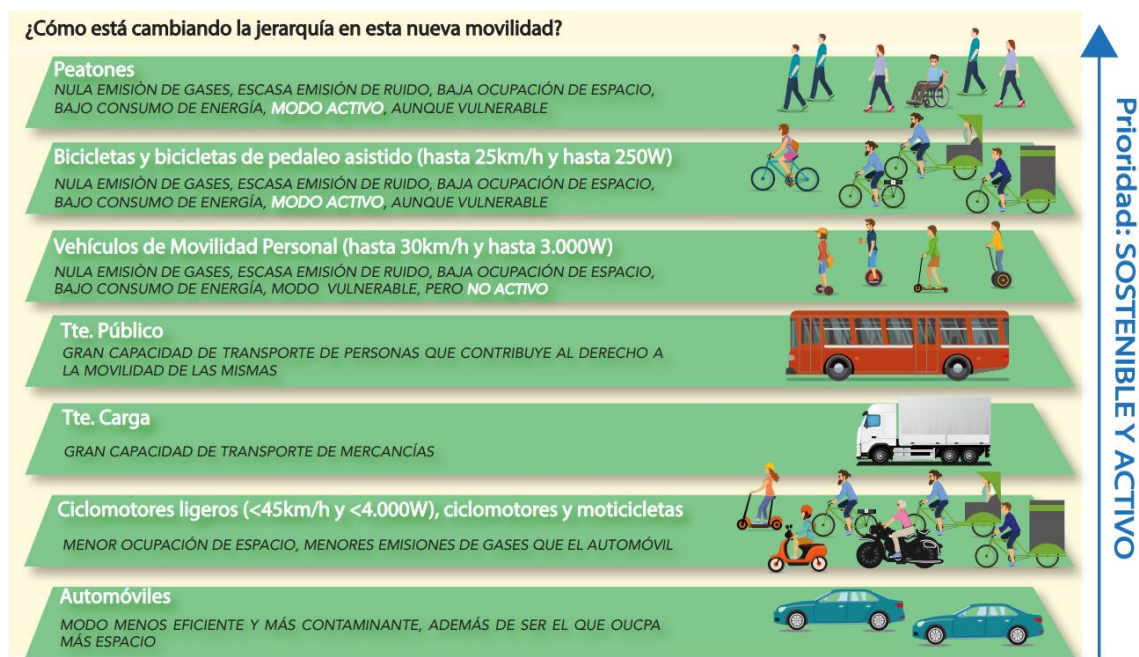 ¿Cómo está cambiando la jerarquía en esta nueva movilidad?
Peatones
NULA EMISIÒN DE GASES, ESCASA EMISIÓN DE RUIDO, BAJA OCUPACIÓN DE ESPACIO,
BAJO CONSUMO DE ENERGÍA, MODO ACTIVO, AUNQUE VULNERABLE
Bicicletas y bicicletas de pedaleo asistido (hasta 25km/h y hasta 250W)
NULA EMISIÒN DE GASES, ESCASA EMISIÓN DE RUIDO, BAJA OCUPACIÓN DE ESPACIO,
BAJO CONSUMO DE ENERGÍA, MODO ACTIVO, AUNQUE VULNERABLE
Vehículos de Movilidad Personal (hasta 30km/h y hasta 3.000W)
NULA EMISIÒN DE GASES, ESCASA EMISIÓN DE RUIDO, BAJA OCUPACIÓN DE ESPACIO,
BAJO CONSUMO DE ENERGÍA, MODO VULNERABLE, PERO NO ACTIVO
Tte. Público
GRAN CAPACIDAD DE TRANSPORTE DE PERSONAS QUE CONTRIBUYE AL DERECHO A
LA MOVILIDAD DE LAS MISMAS
Tte. Carga
GRAN CAPACIDAD DE TRANSPORTE DE MERCANCÍAS
Ciclomotores ligeros (<45km/h y <4.000W), ciclomotores y moticicletas
MENOR OCUPACIÓN DE ESPACIO, MENORES EMISIONES DE GASES QUE EL AUTOMÓVIL
Automóviles
MODO MENOS EFICIENTE Y MÁS CONTAMINANTE, ADEMÁS DE SER EL QUE OUCPA
MÁS ESPACIO
Prioridad: SOSTENIBLE Y ACTIVO